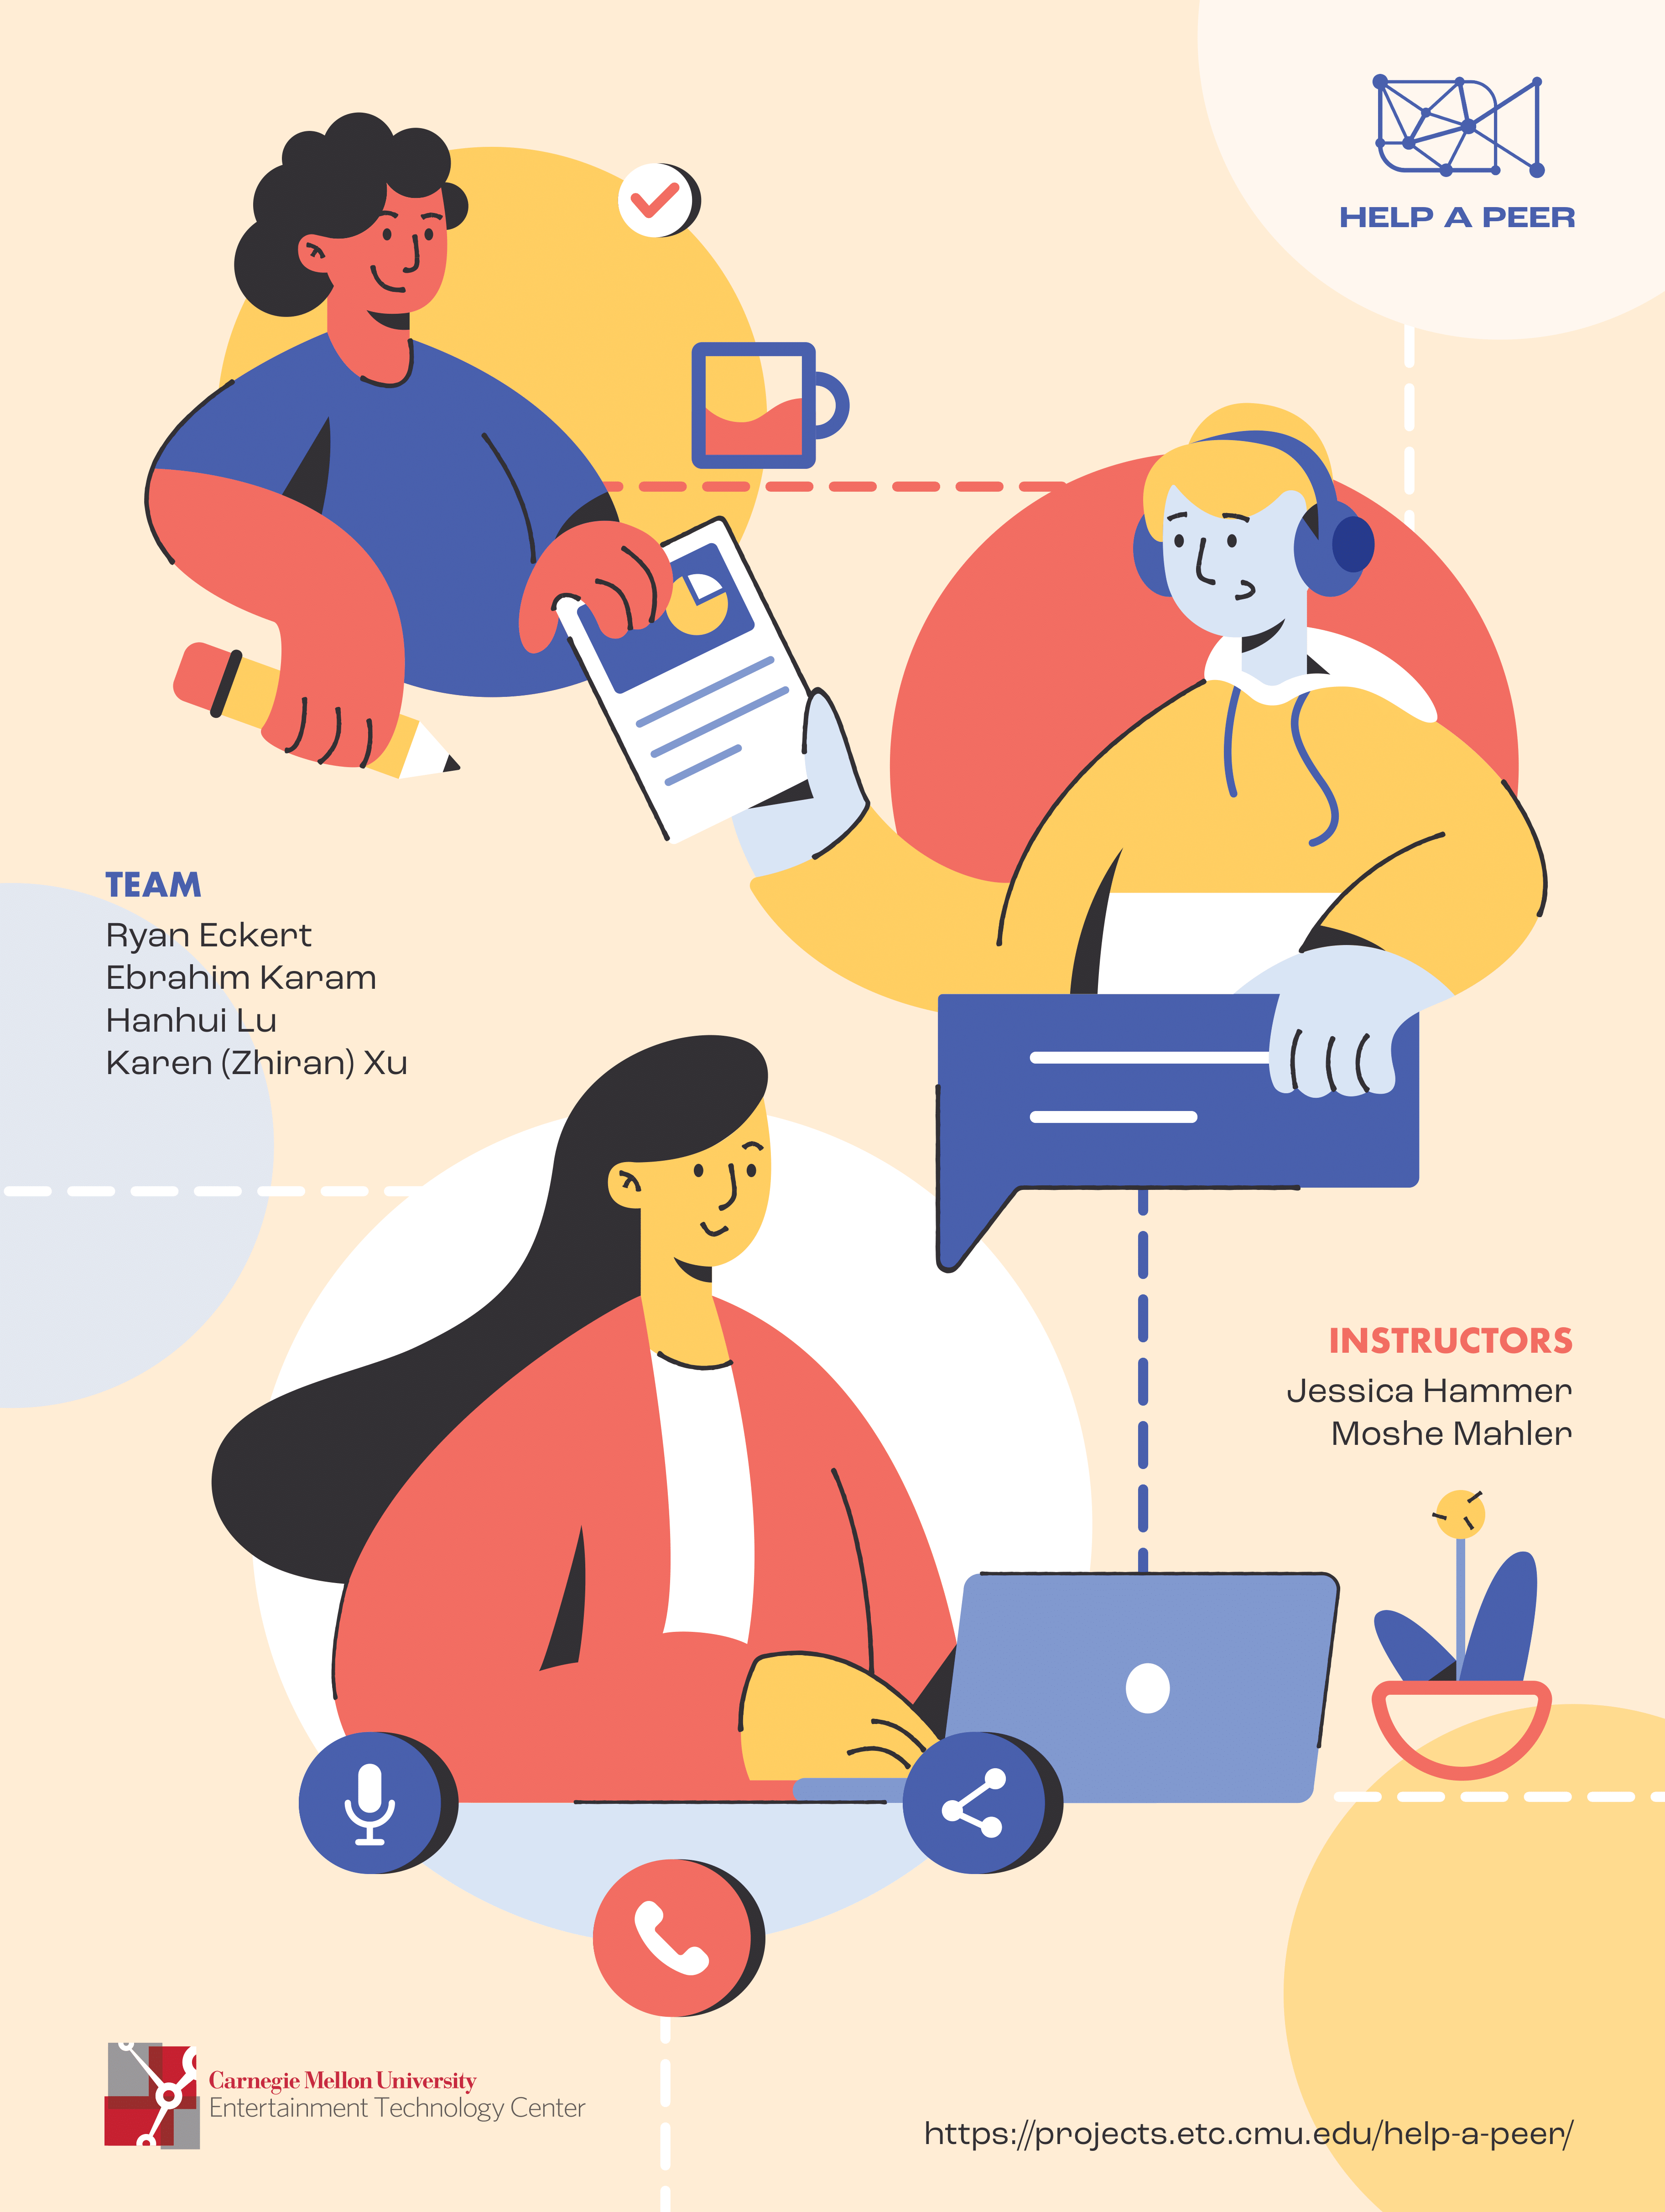 HELP A PEER
TEAM
Ryan Eckert
Ebrahim Karam
Hanhui Lu
Karen (Zhiran) Xu
INSTRUCTORS
Jessica Hammer
Moshe Mahler
Carnegie Mellon University
Entertainment Technology Center
https://projects.etc.cmu.edu/help-a-peer/